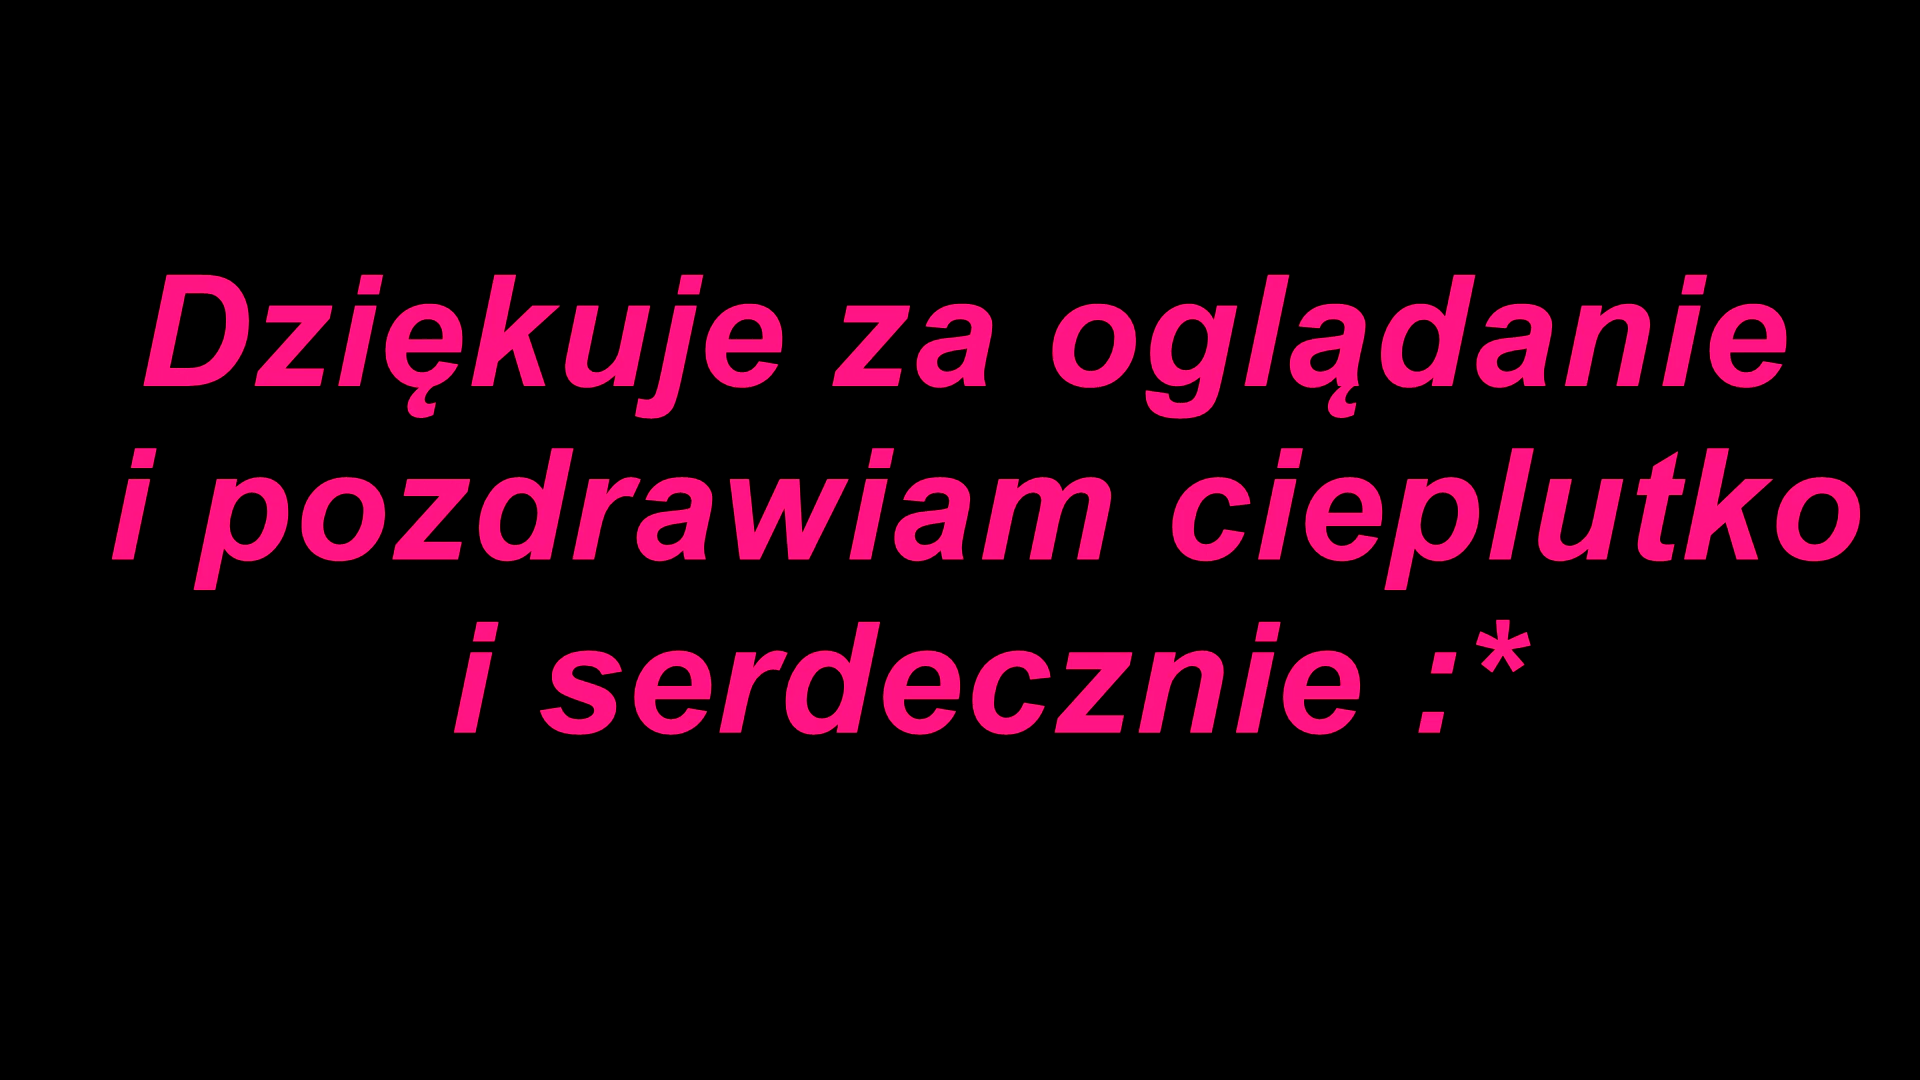 Dziękuje za oglądanie
i pozdrawiam cieplutko
i serdecznie :*